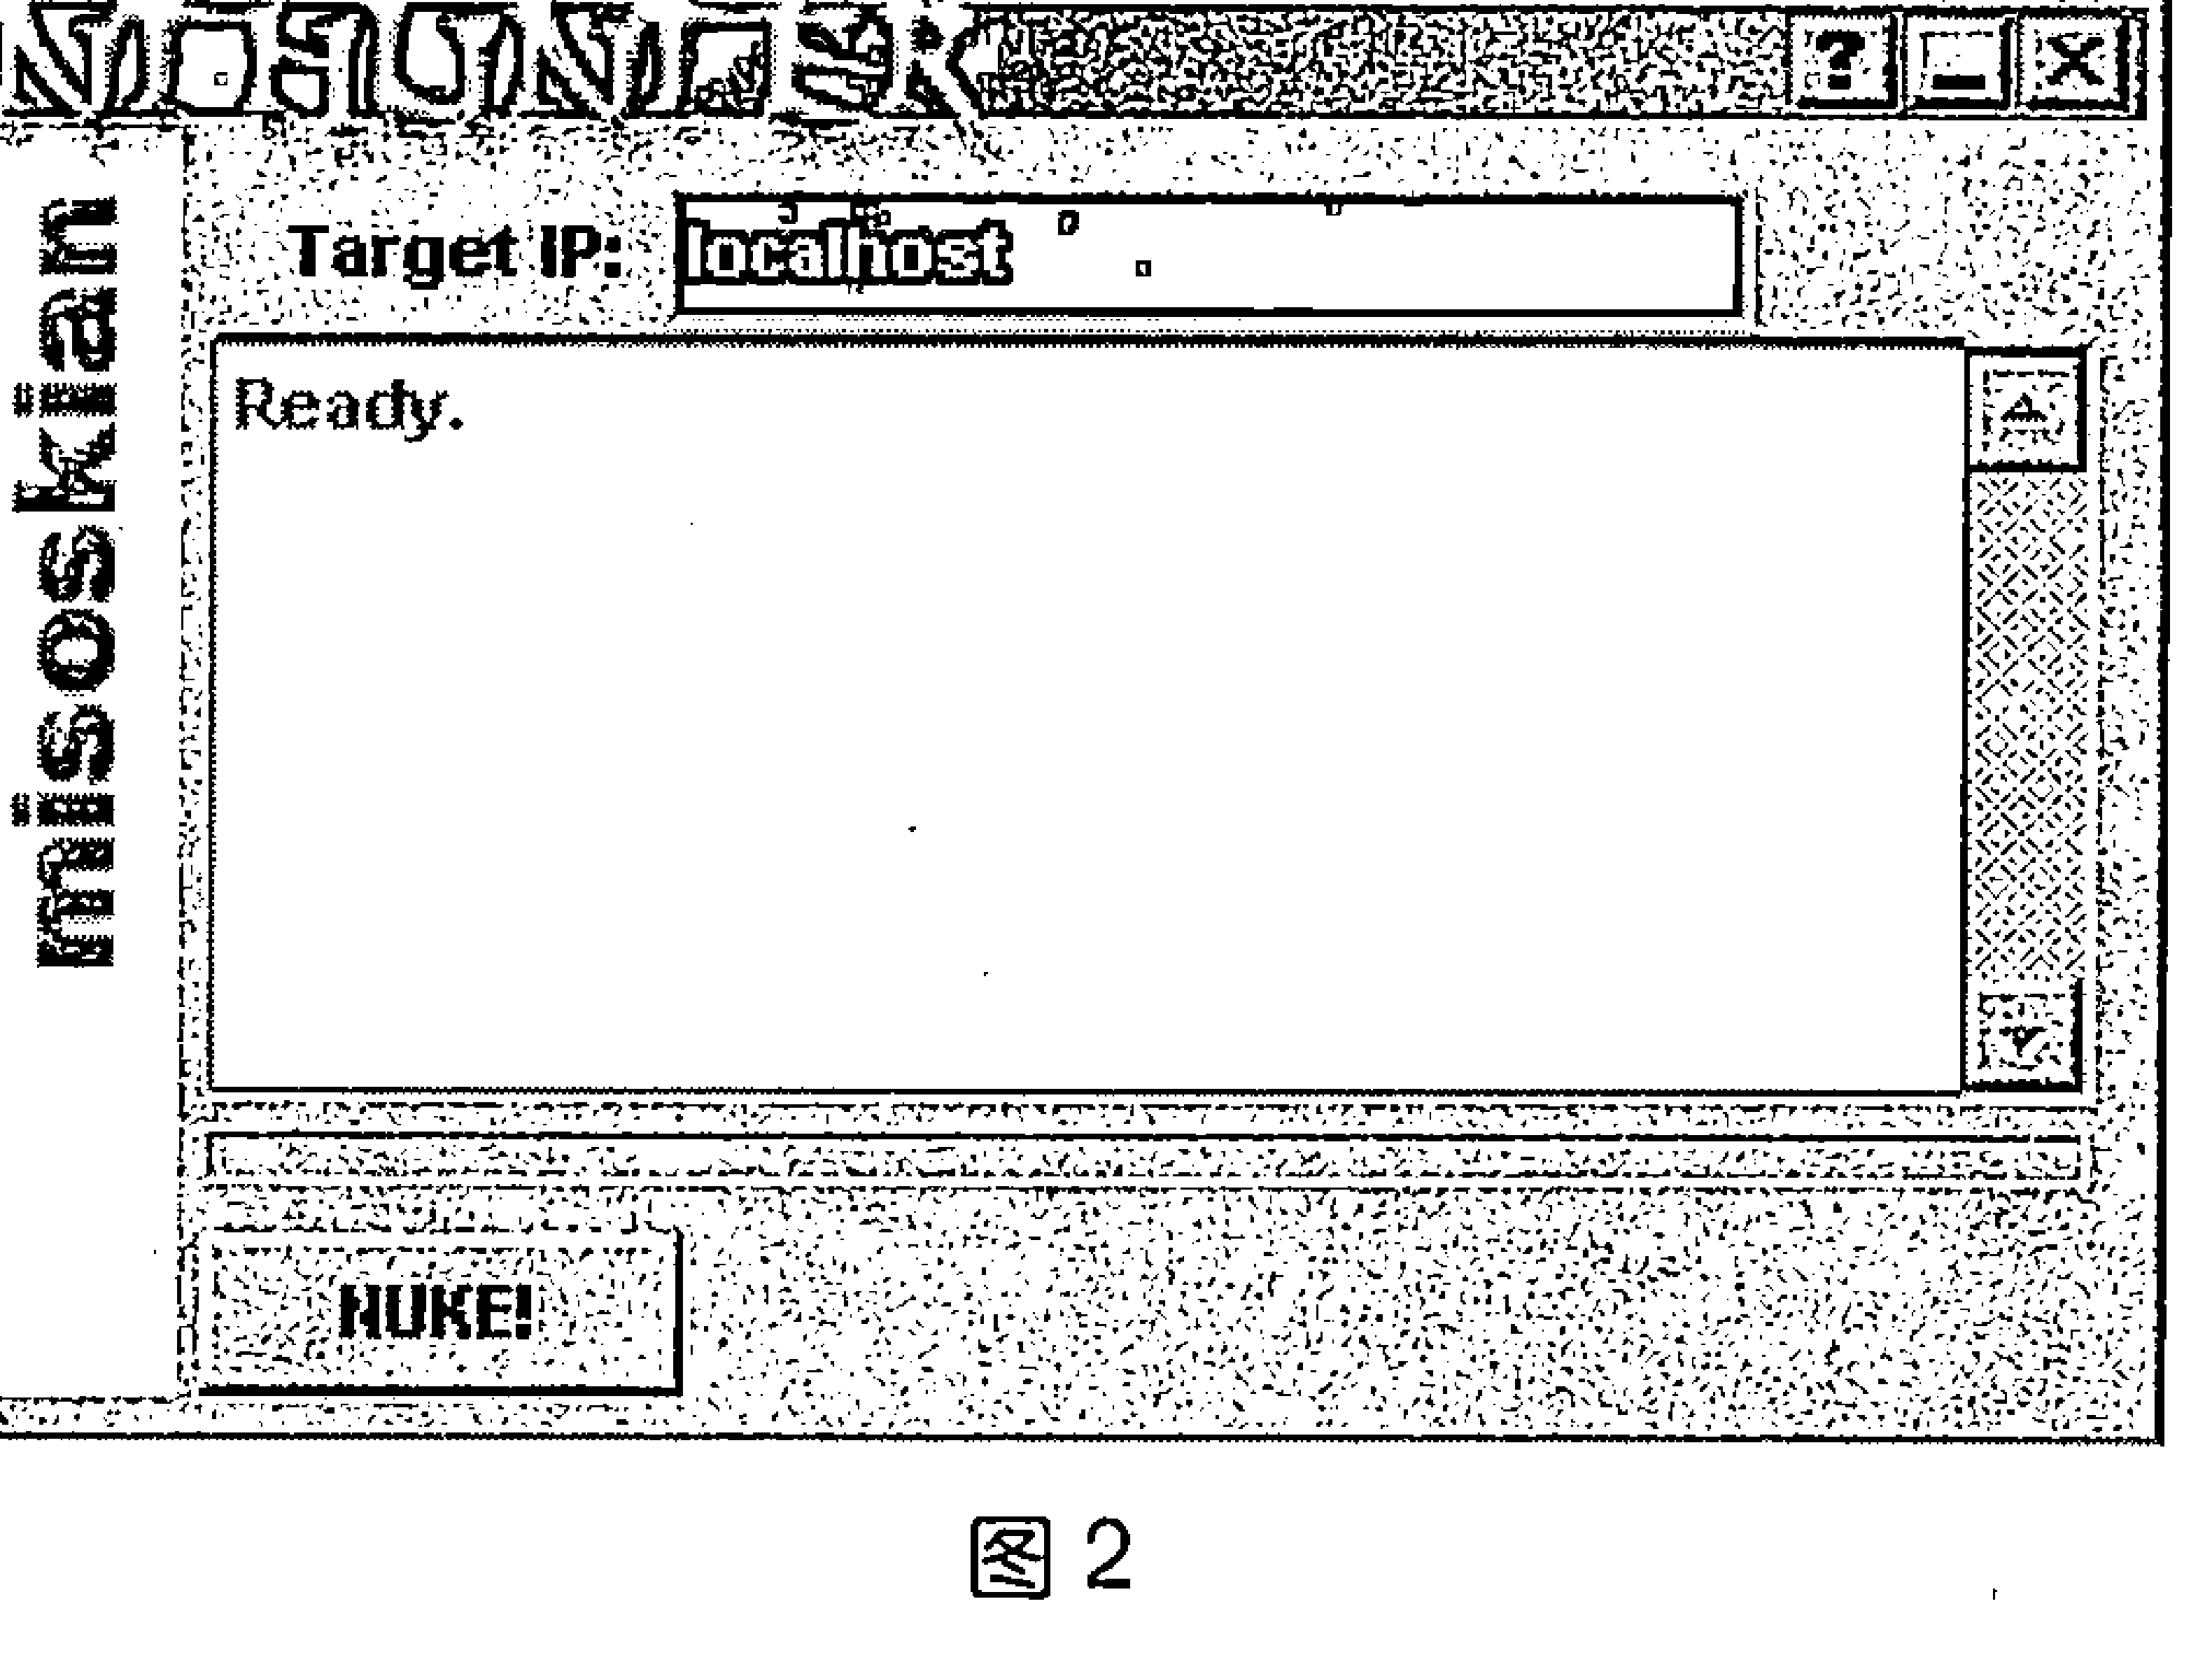 Target IP: localhost
Ready.
misoskian
NUKE!
图 2